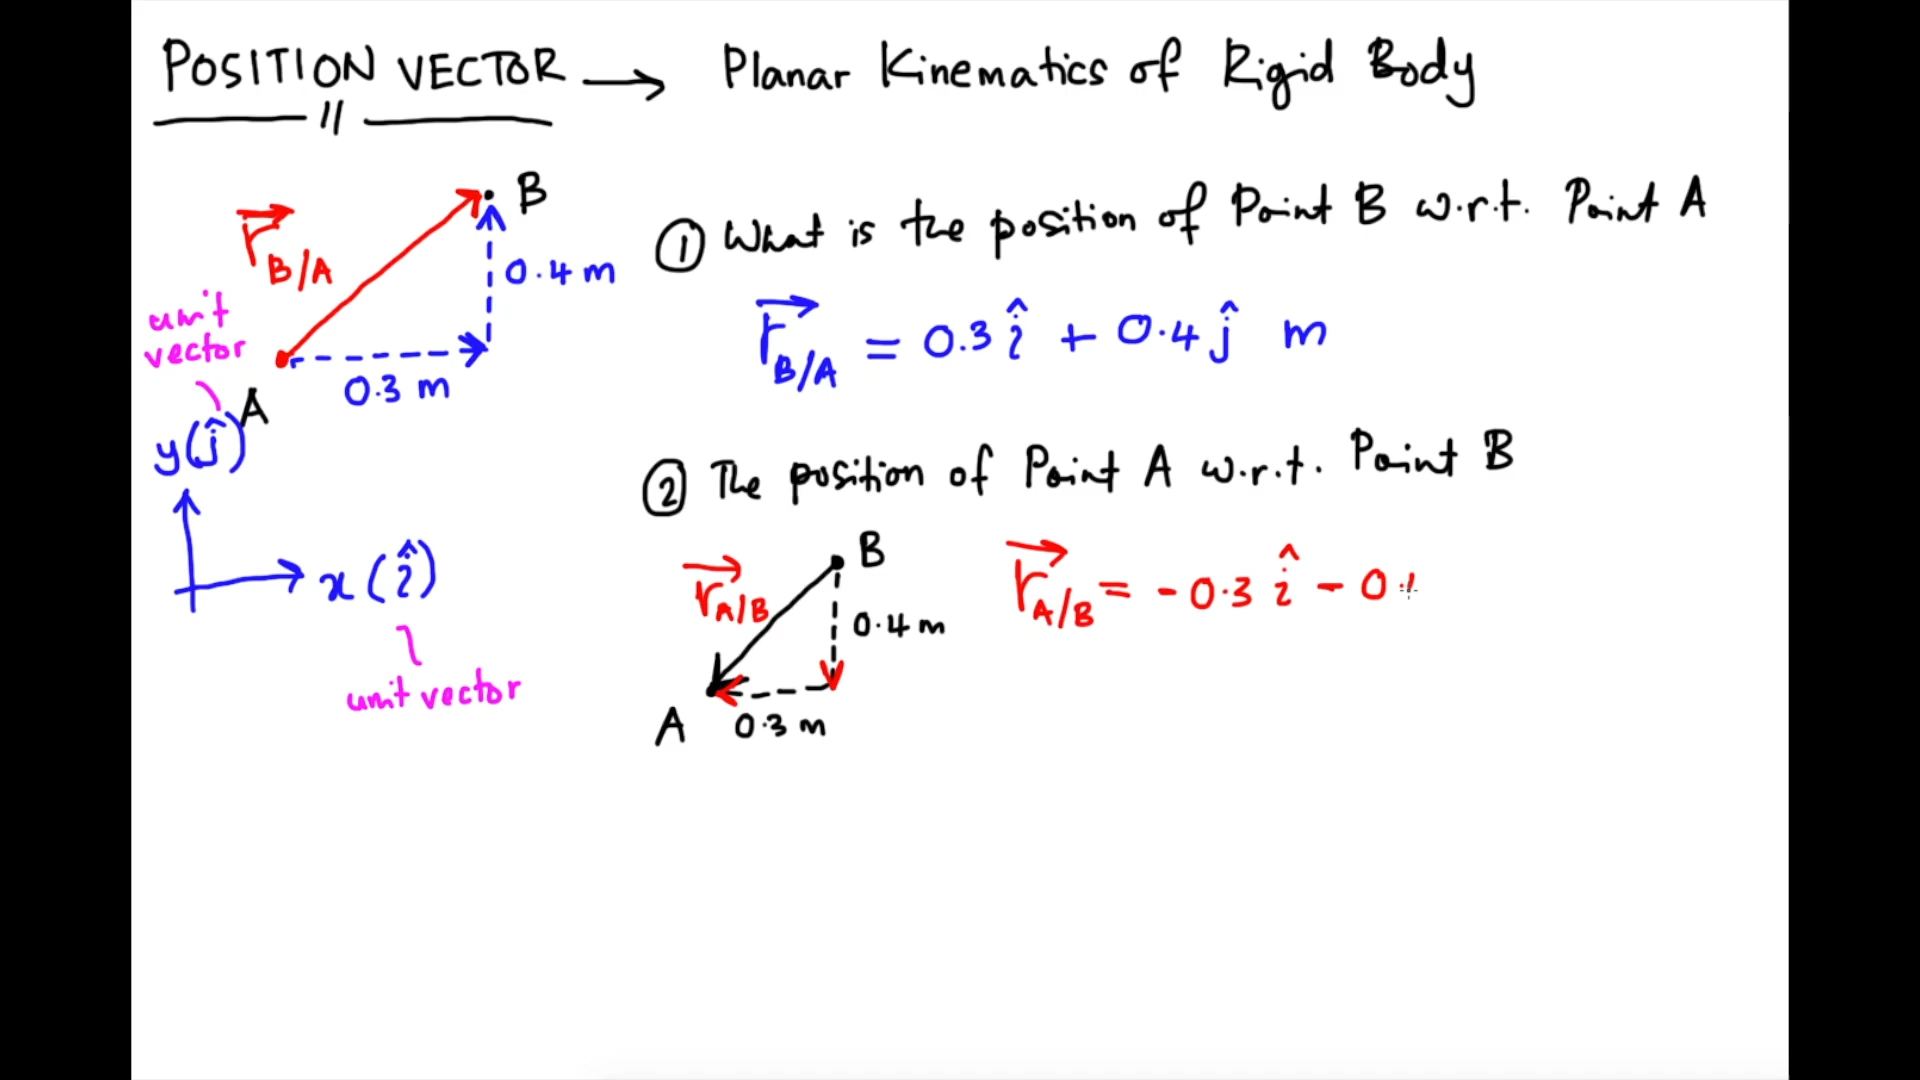 POSITION VECTOR → Planar Kinematics of Rigid Body
B
r B/A
0.4 m
unit
vector
0.3 m
A
y(ĵ)
x(î)
unit vector
① What is the position of Point B w.r.t. Point A
r B/A = 0.3 î + 0.4 ĵ m
② The position of Point A w.r.t. Point B
B
r A/B
0.4 m
A
0.3 m
r A/B = - 0.3 î - 0.